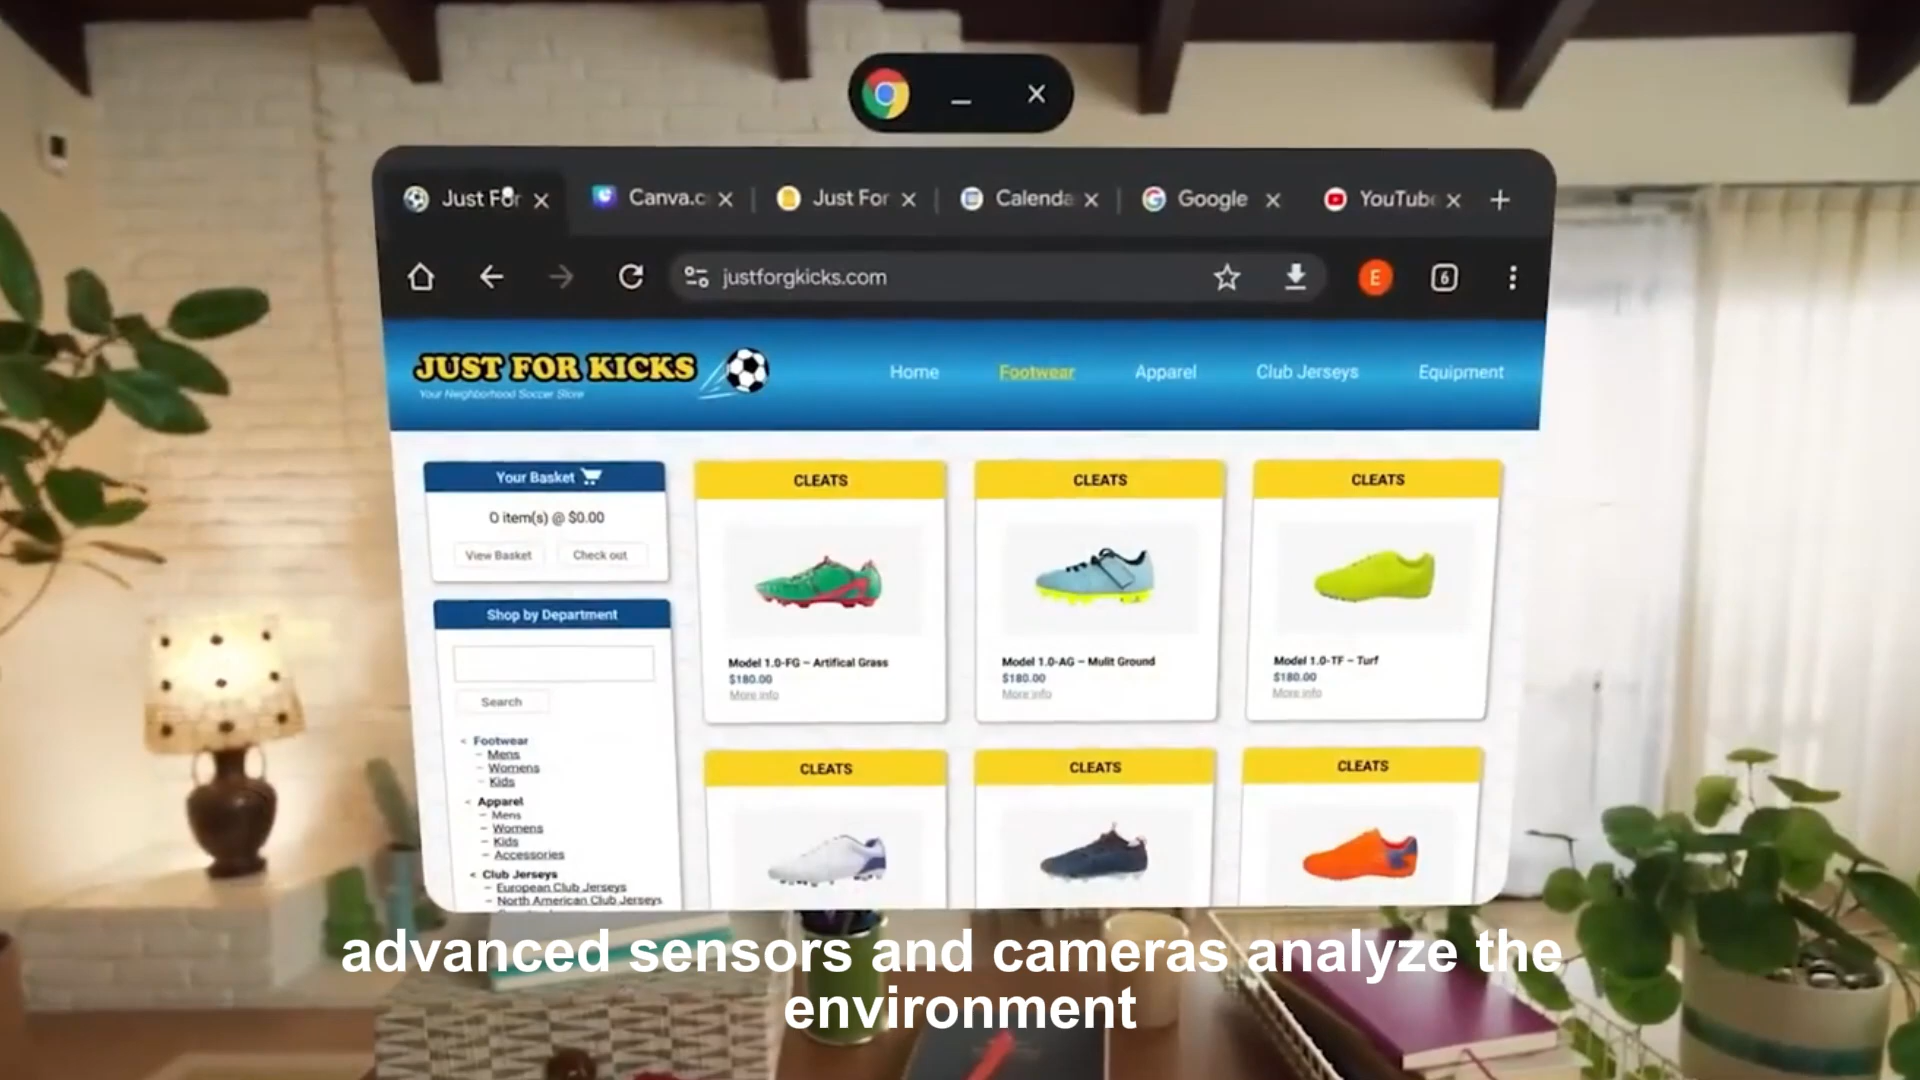 Just For
Canva.c
Just For
Calenda
Google
YouTube
justforgkicks.com
E
6
JUST FOR KICKS
Your Neighborhood Soccer Store
Home
Footwear
Apparel
Club Jerseys
Equipment
Your Basket
0 item(s) @ $0.00
View Basket
Check out
Shop by Department
Search
< Footwear
– Mens
– Womens
– Kids
< Apparel
– Mens
– Womens
– Kids
– Accessories
< Club Jerseys
– European Club Jerseys
– North American Club Jerseys
CLEATS
Model 1.0-FG – Artifical Grass
$180.00
More info
CLEATS
Model 1.0-AG – Mulit Ground
$180.00
More info
CLEATS
Model 1.0-TF – Turf
$180.00
More info
CLEATS
CLEATS
CLEATS
advanced sensors and cameras analyze the
environment